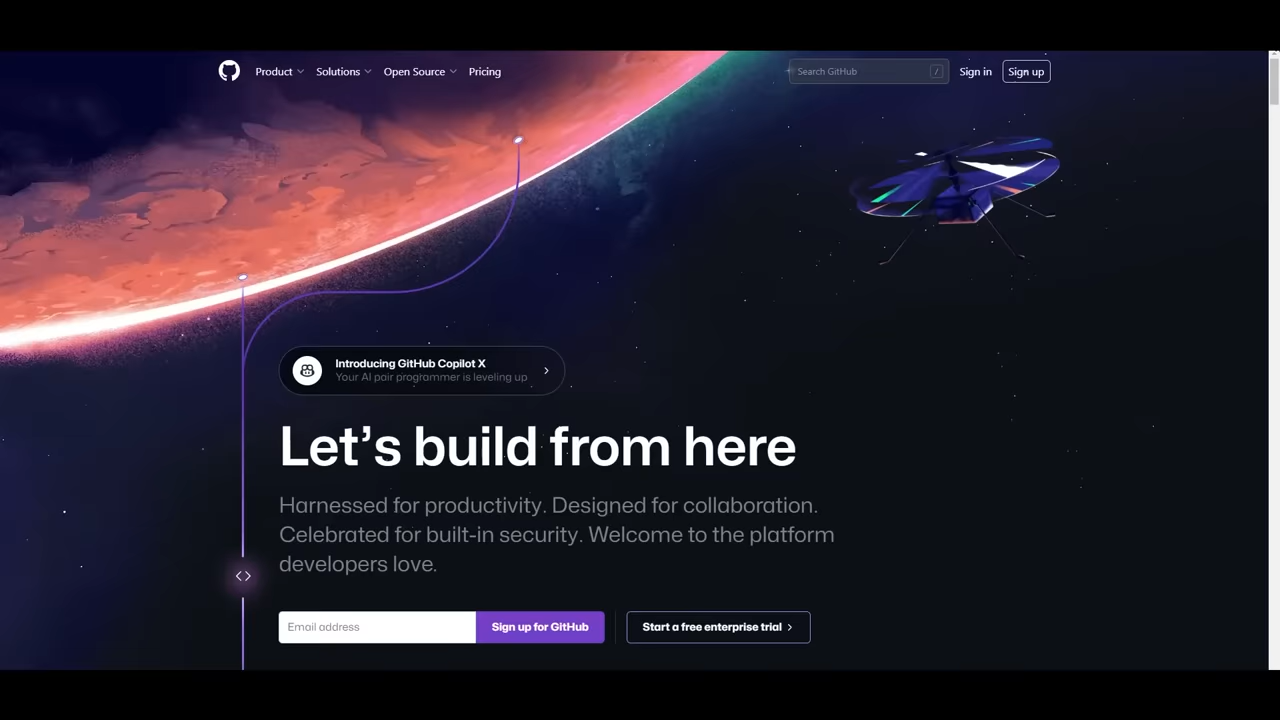 Product
Solutions
Open Source
Pricing
Search GitHub
/
Sign in
Sign up
Introducing GitHub Copilot X
Your AI pair programmer is leveling up
Let's build from here
Harnessed for productivity. Designed for collaboration.
Celebrated for built-in security. Welcome to the platform
developers love.
Email address
Sign up for GitHub
Start a free enterprise trial